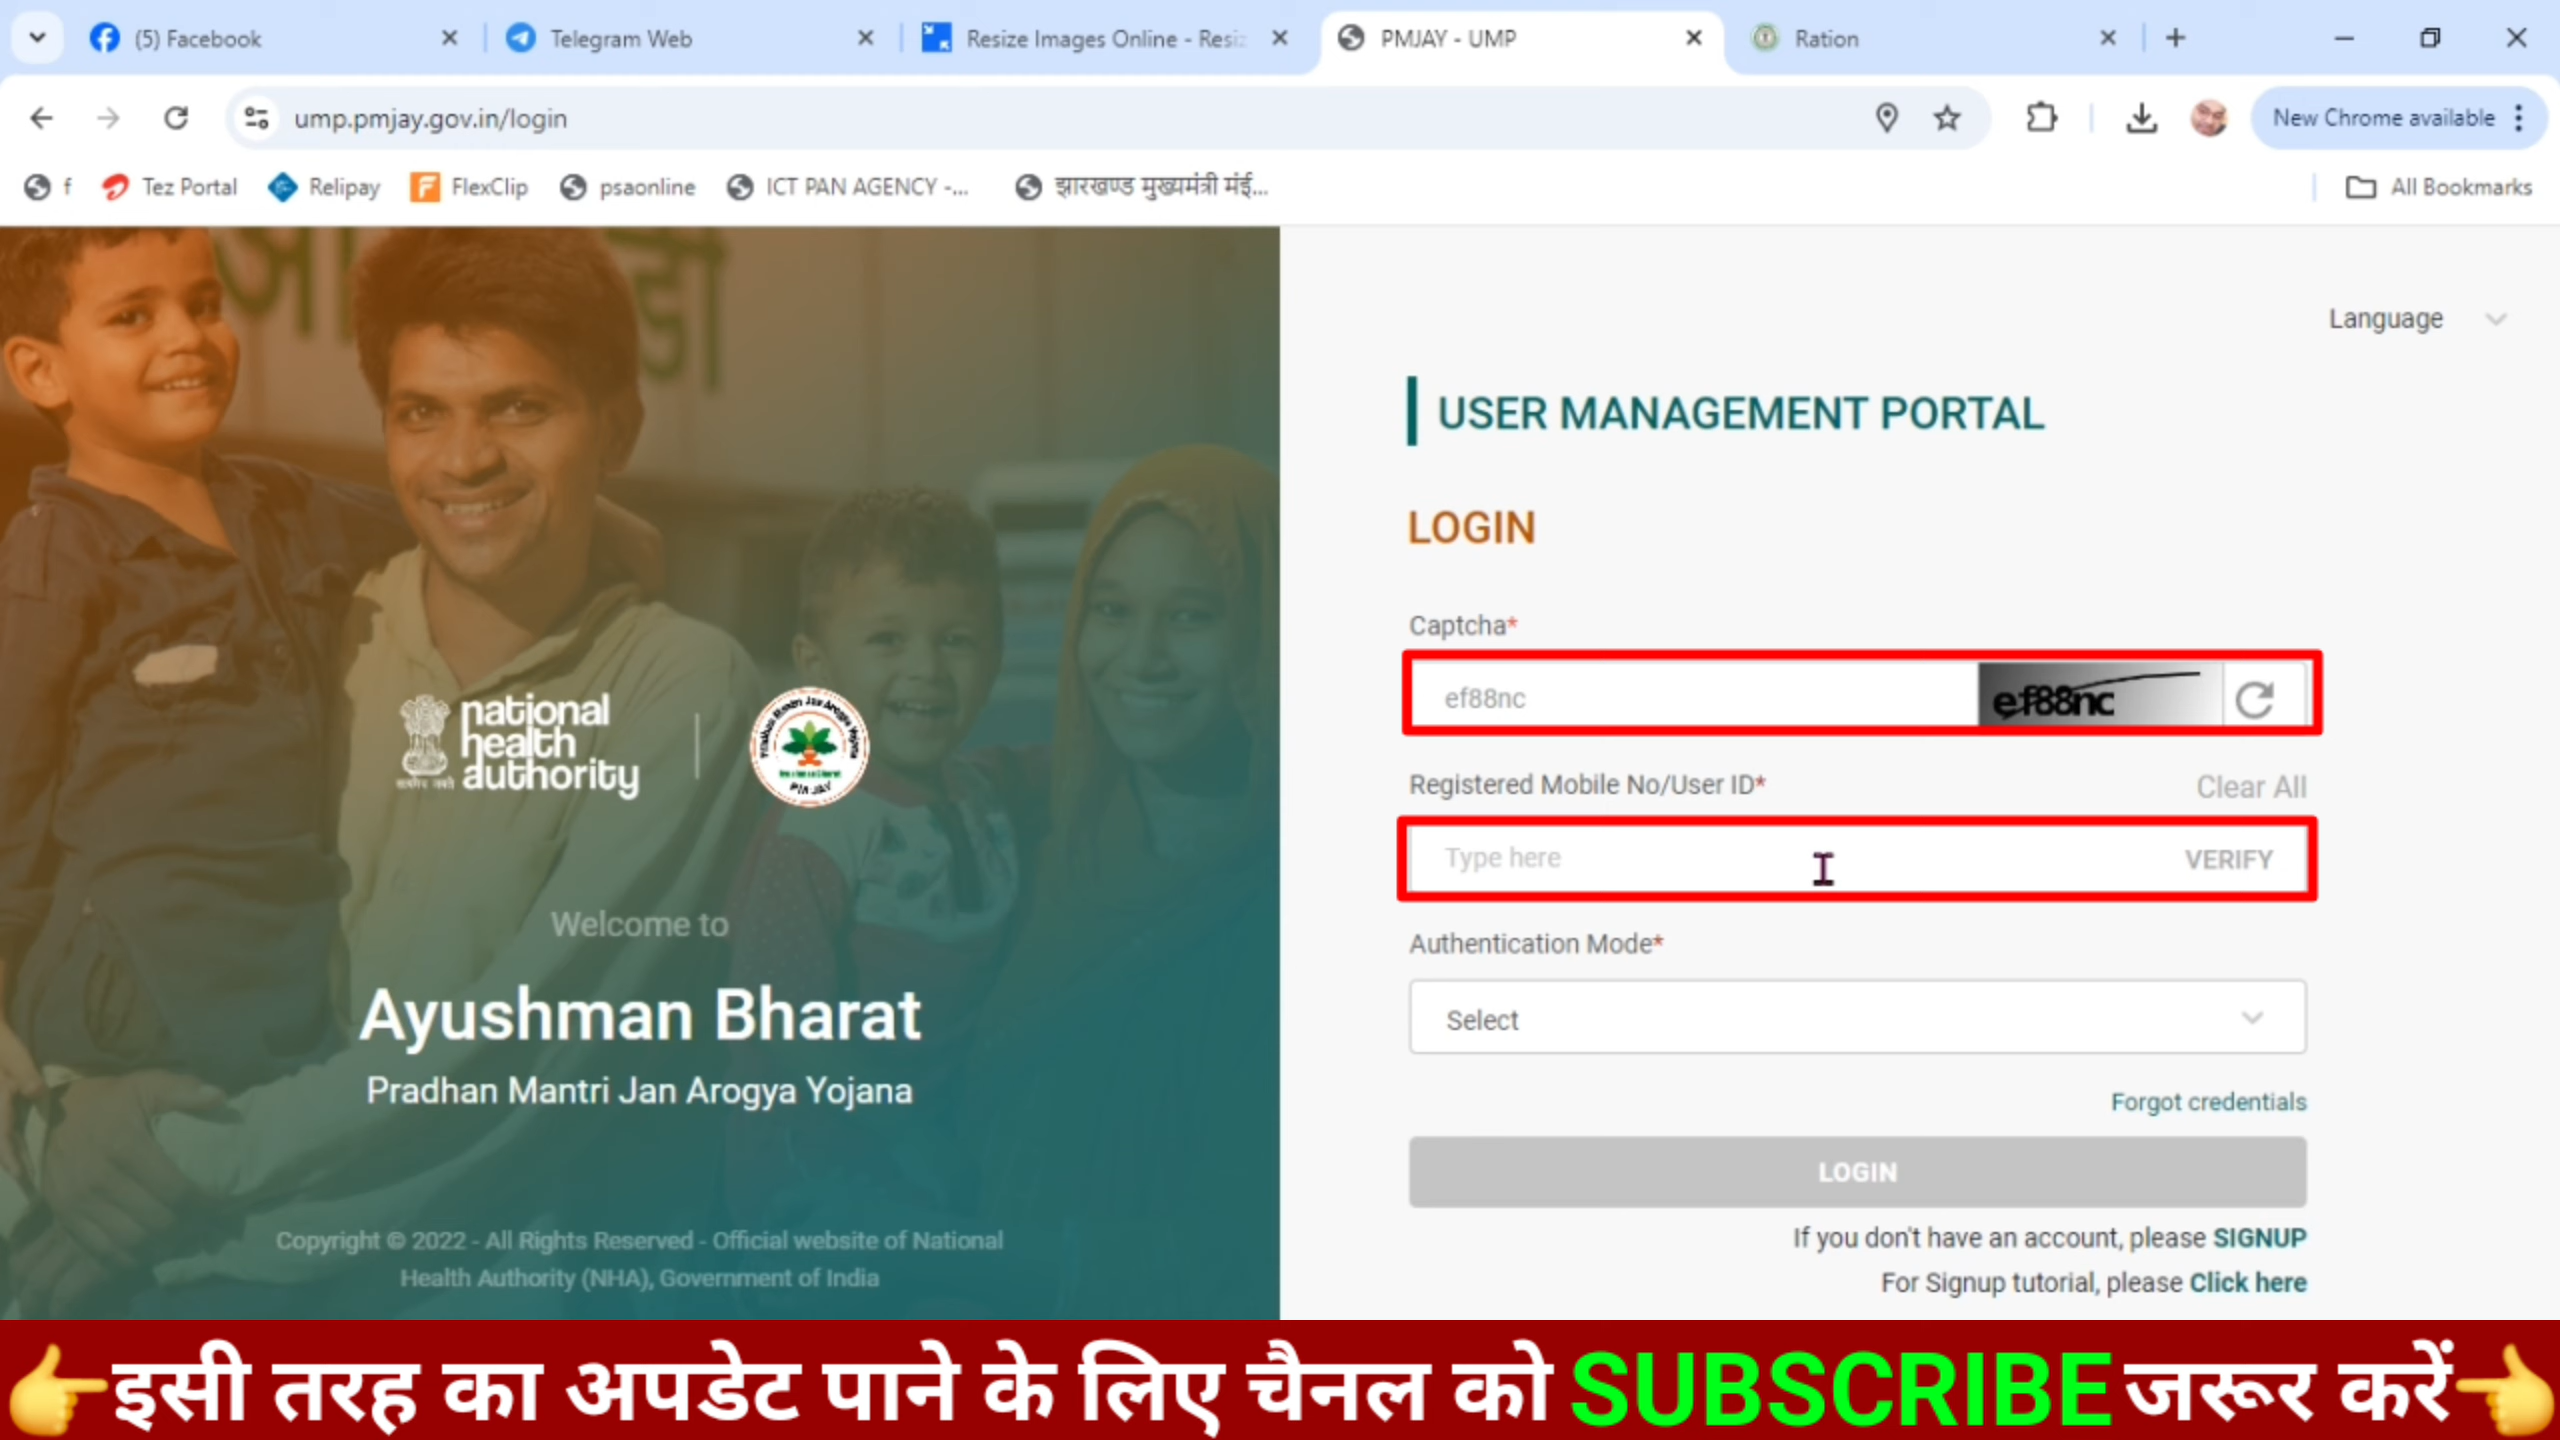 (5) Facebook
Telegram Web
Resize Images Online - Resiz
PMJAY - UMP
Ration
ump.pmjay.gov.in/login
New Chrome available
f
Tez Portal
Relipay
FlexClip
psaonline
ICT PAN AGENCY -...
झारखण्ड मुख्यमंत्री मंई...
All Bookmarks
national
health
authority
PM JAY
Welcome to
Ayushman Bharat
Pradhan Mantri Jan Arogya Yojana
Copyright © 2022 - All Rights Reserved - Official website of National
Health Authority (NHA), Government of India
Language
USER MANAGEMENT PORTAL
LOGIN
Captcha*
ef88nc
ef88nc
Registered Mobile No/User ID*
Clear All
Type here
VERIFY
Authentication Mode*
Select
Forgot credentials
LOGIN
If you don't have an account, please SIGNUP
For Signup tutorial, please Click here
👉इसी तरह का अपडेट पाने के लिए चैनल को SUBSCRIBE जरूर करें👈